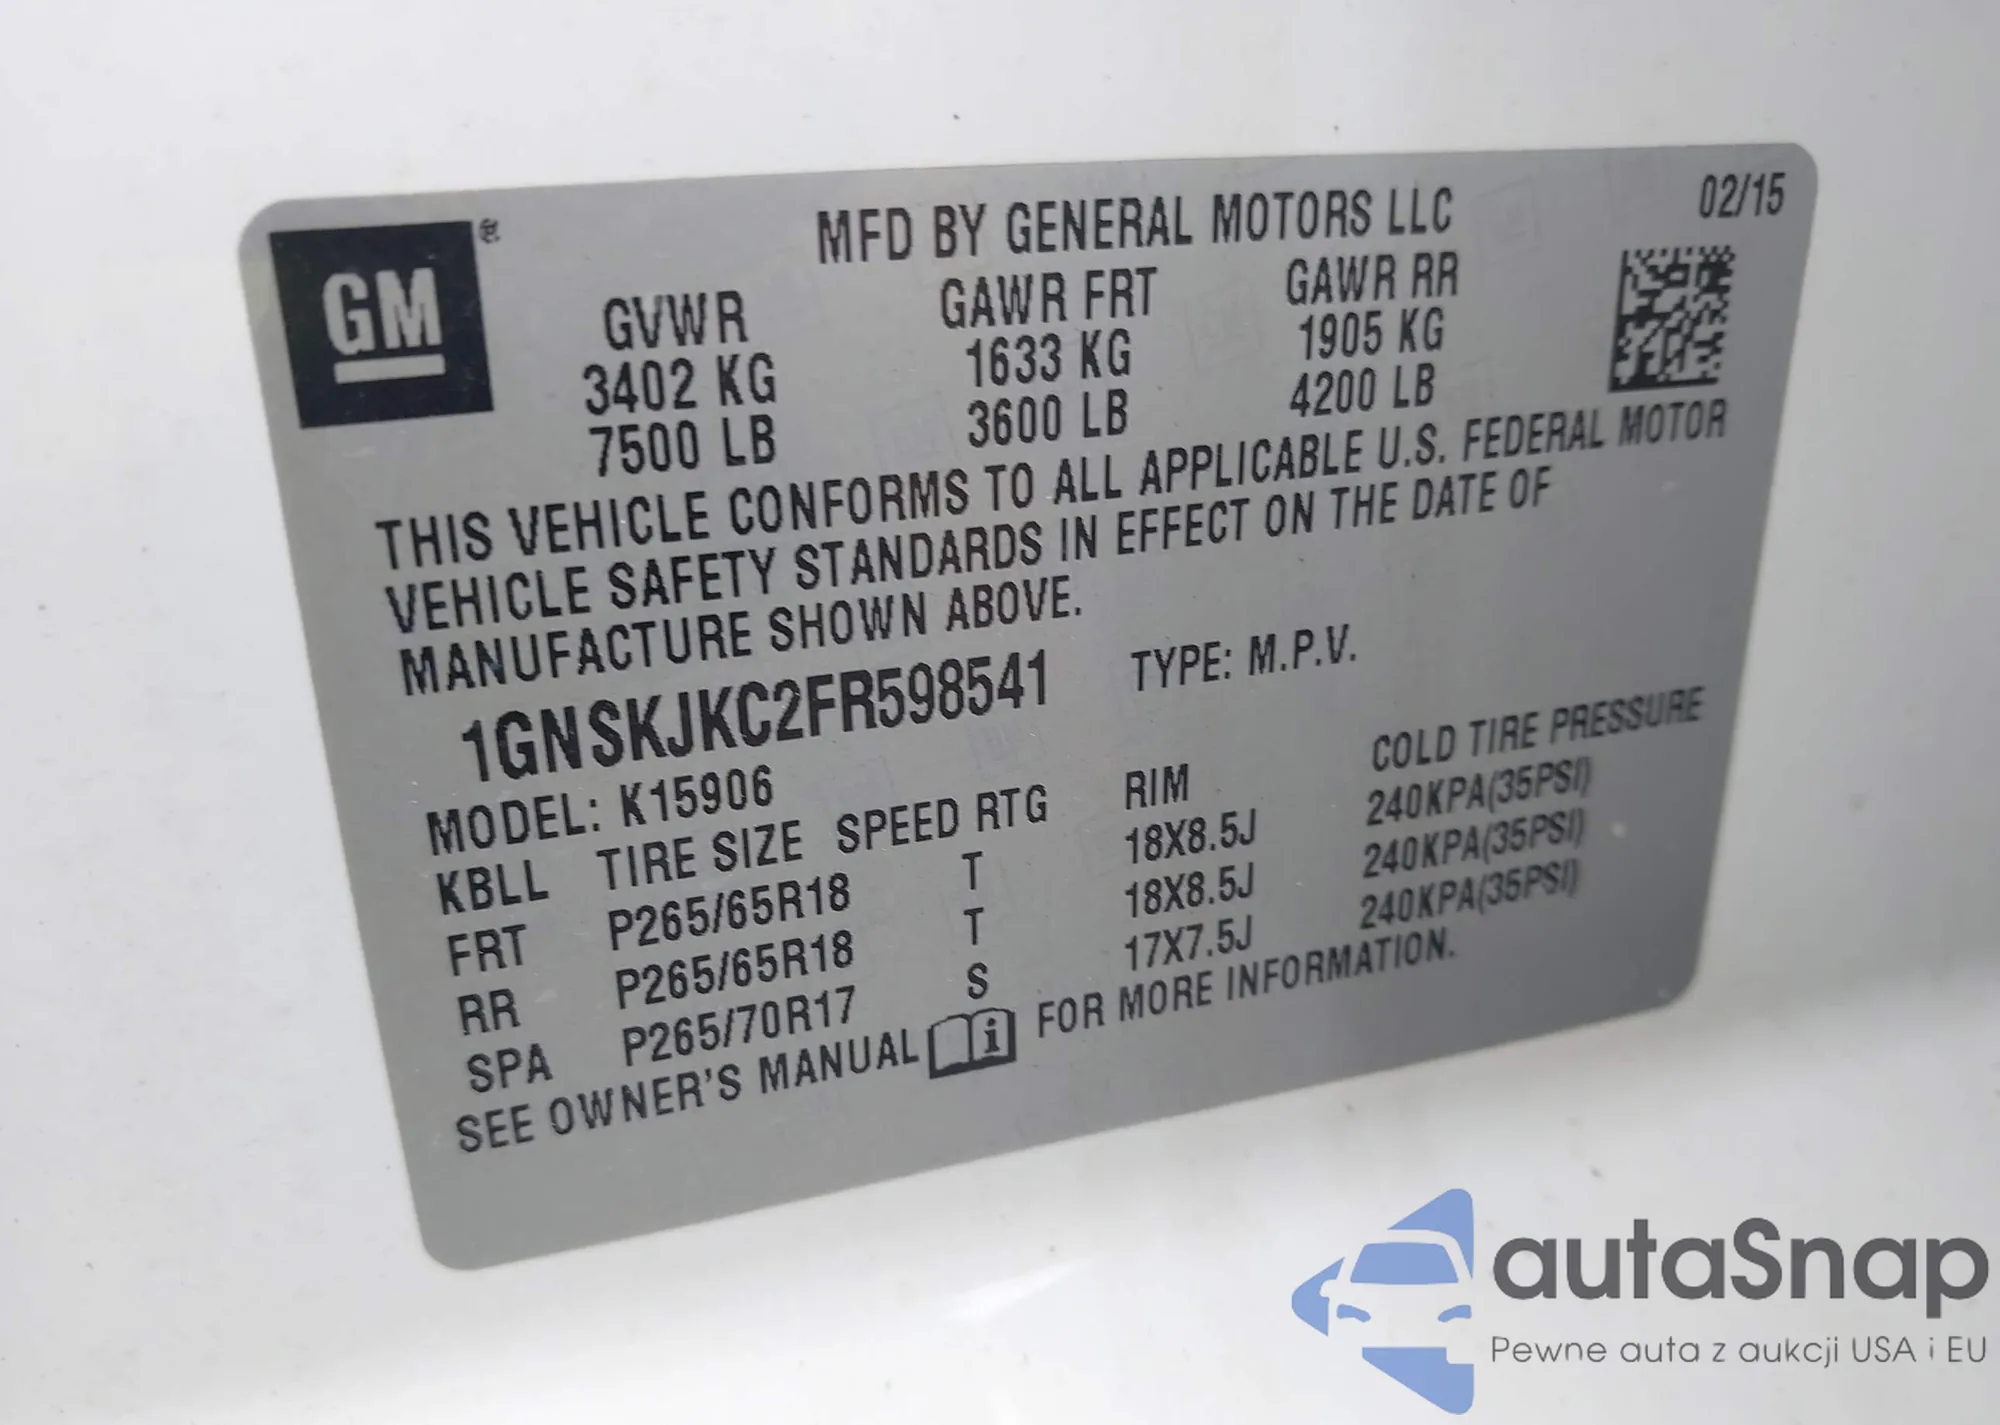 GM ®
MFD BY GENERAL MOTORS LLC
02/15
GVWR GAWR FRT GAWR RR
3402 KG 1633 KG 1905 KG
7500 LB 3600 LB 4200 LB
THIS VEHICLE CONFORMS TO ALL APPLICABLE U.S. FEDERAL MOTOR
VEHICLE SAFETY STANDARDS IN EFFECT ON THE DATE OF
MANUFACTURE SHOWN ABOVE.
1GNSKJKC2FR598541 TYPE: M.P.V.
MODEL: K15906
KBLL TIRE SIZE SPEED RTG RIM COLD TIRE PRESSURE
FRT P265/65R18 T 18X8.5J 240KPA(35PSI)
RR P265/65R18 T 18X8.5J 240KPA(35PSI)
SPA P265/70R17 S 17X7.5J 240KPA(35PSI)
SEE OWNER'S MANUAL i FOR MORE INFORMATION.
autaSnap
Pewne auta z aukcji USA i EU